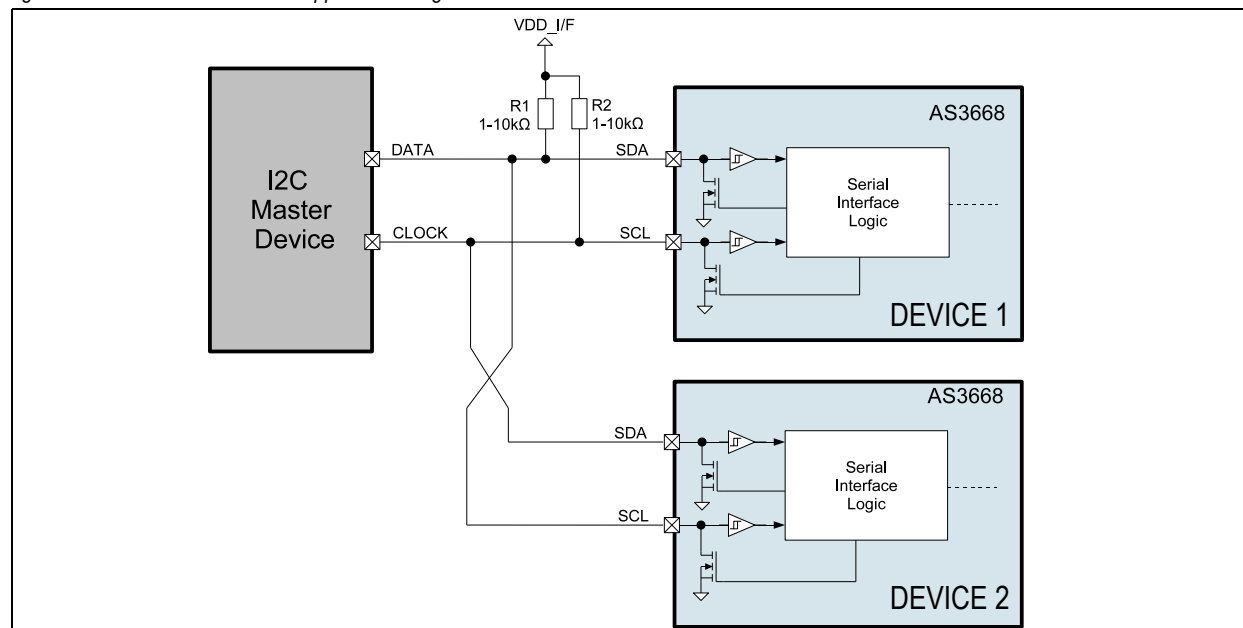 VDD_I/F
R1
1-10kΩ
R2
1-10kΩ
I2C
Master
Device
DATA
CLOCK
SDA
SCL
AS3668
Serial
Interface
Logic
DEVICE 1
SDA
SCL
AS3668
Serial
Interface
Logic
DEVICE 2